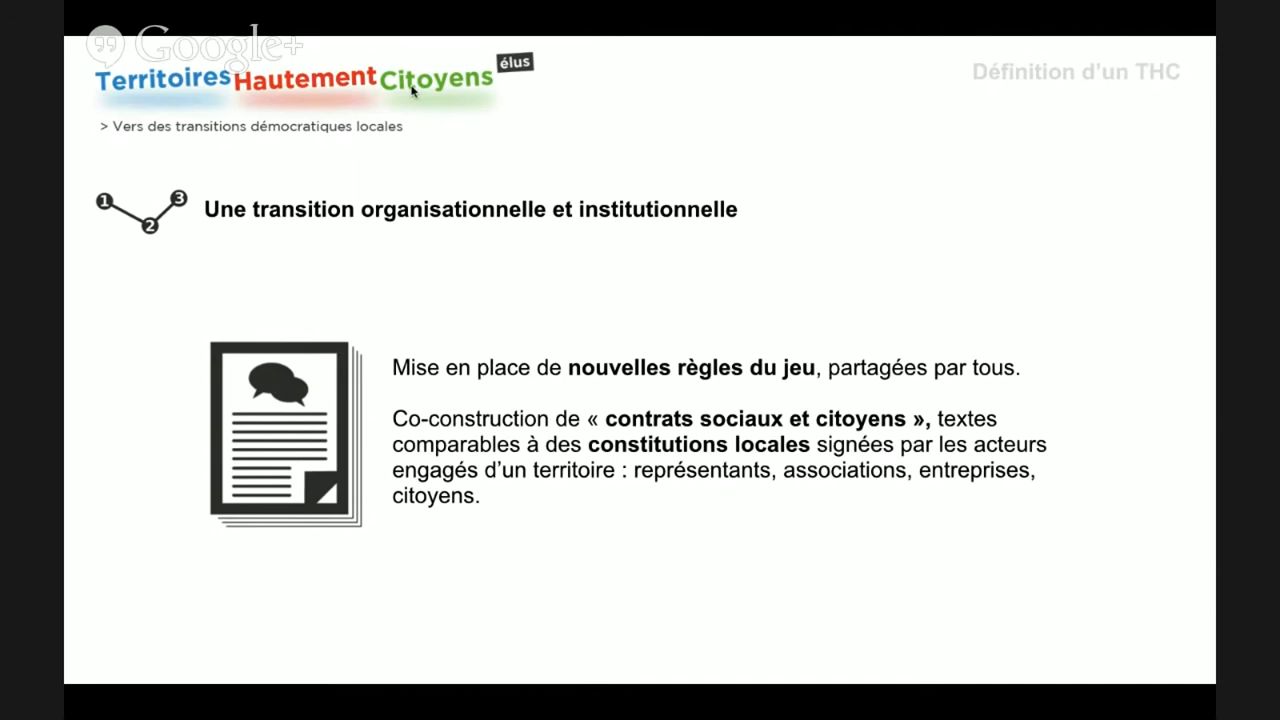 Google+
Territoires Hautement Citoyens élus
Définition d'un THC
> Vers des transitions démocratiques locales
1 2 3
Une transition organisationnelle et institutionnelle
Mise en place de nouvelles règles du jeu, partagées par tous.
Co-construction de « contrats sociaux et citoyens », textes
comparables à des constitutions locales signées par les acteurs
engagés d'un territoire : représentants, associations, entreprises,
citoyens.